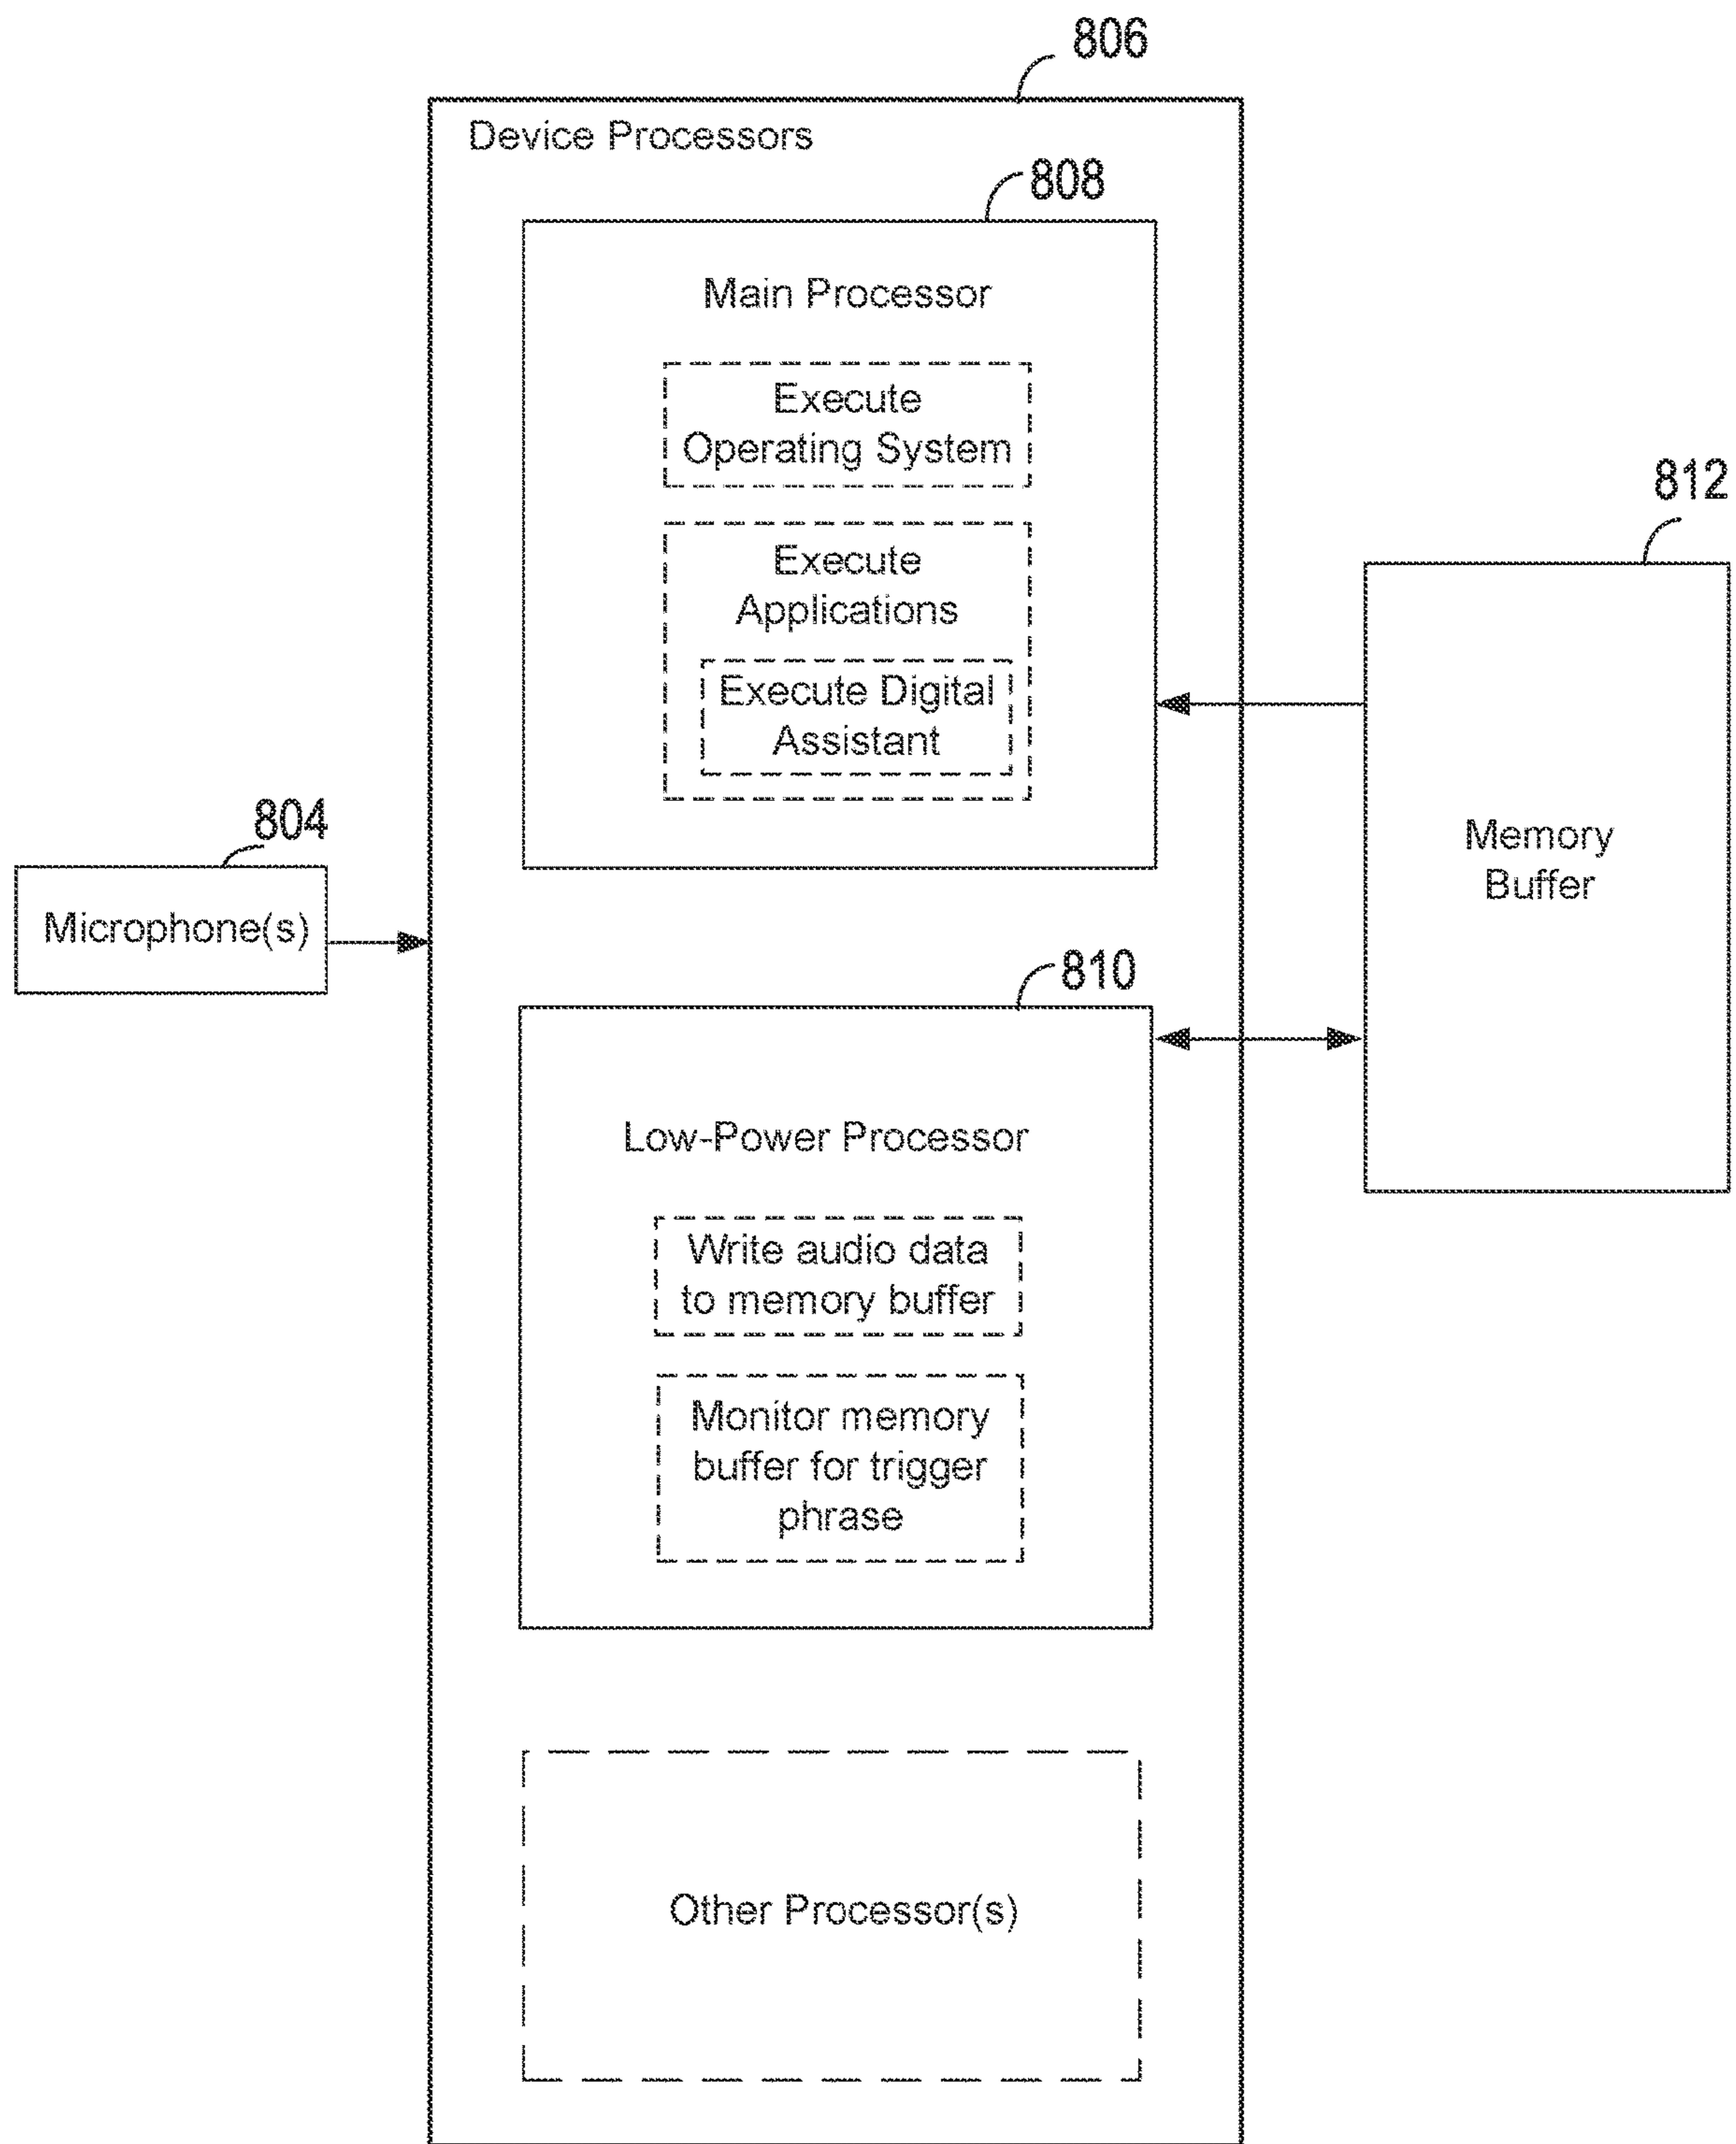 806
Device Processors
808
Main Processor
Execute
Operating System
812
Execute
Applications
Execute Digital
Assistant
804
Memory
Buffer
Microphone(s)
810
Low-Power Processor
Write audio data
to memory buffer
Monitor memory
buffer for trigger
phrase
Other Processor(s)